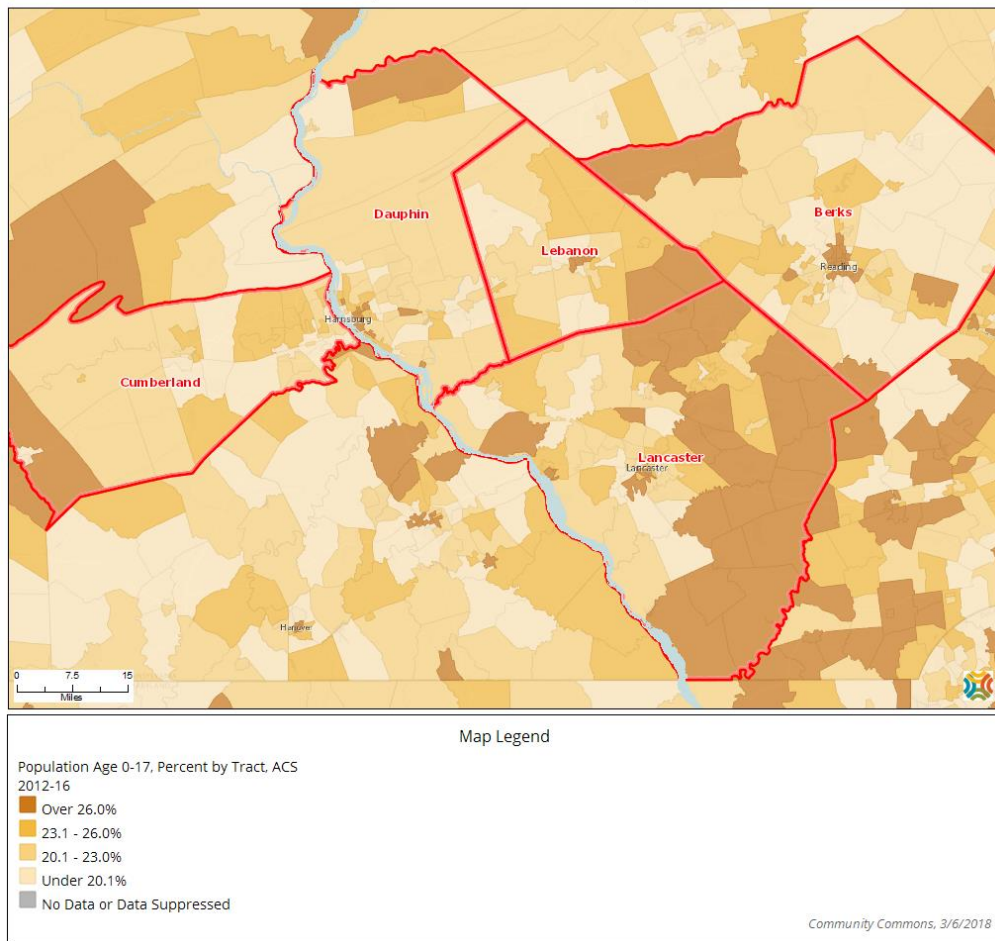 Dauphin
Berks
Lebanon
Reading
Harrisburg
Cumberland
Lancaster
Lancaster
Hanover
0 7.5 15
Miles
Map Legend
Population Age 0-17, Percent by Tract, ACS
2012-16
Over 26.0%
23.1 - 26.0%
20.1 - 23.0%
Under 20.1%
No Data or Data Suppressed
Community Commons, 3/6/2018